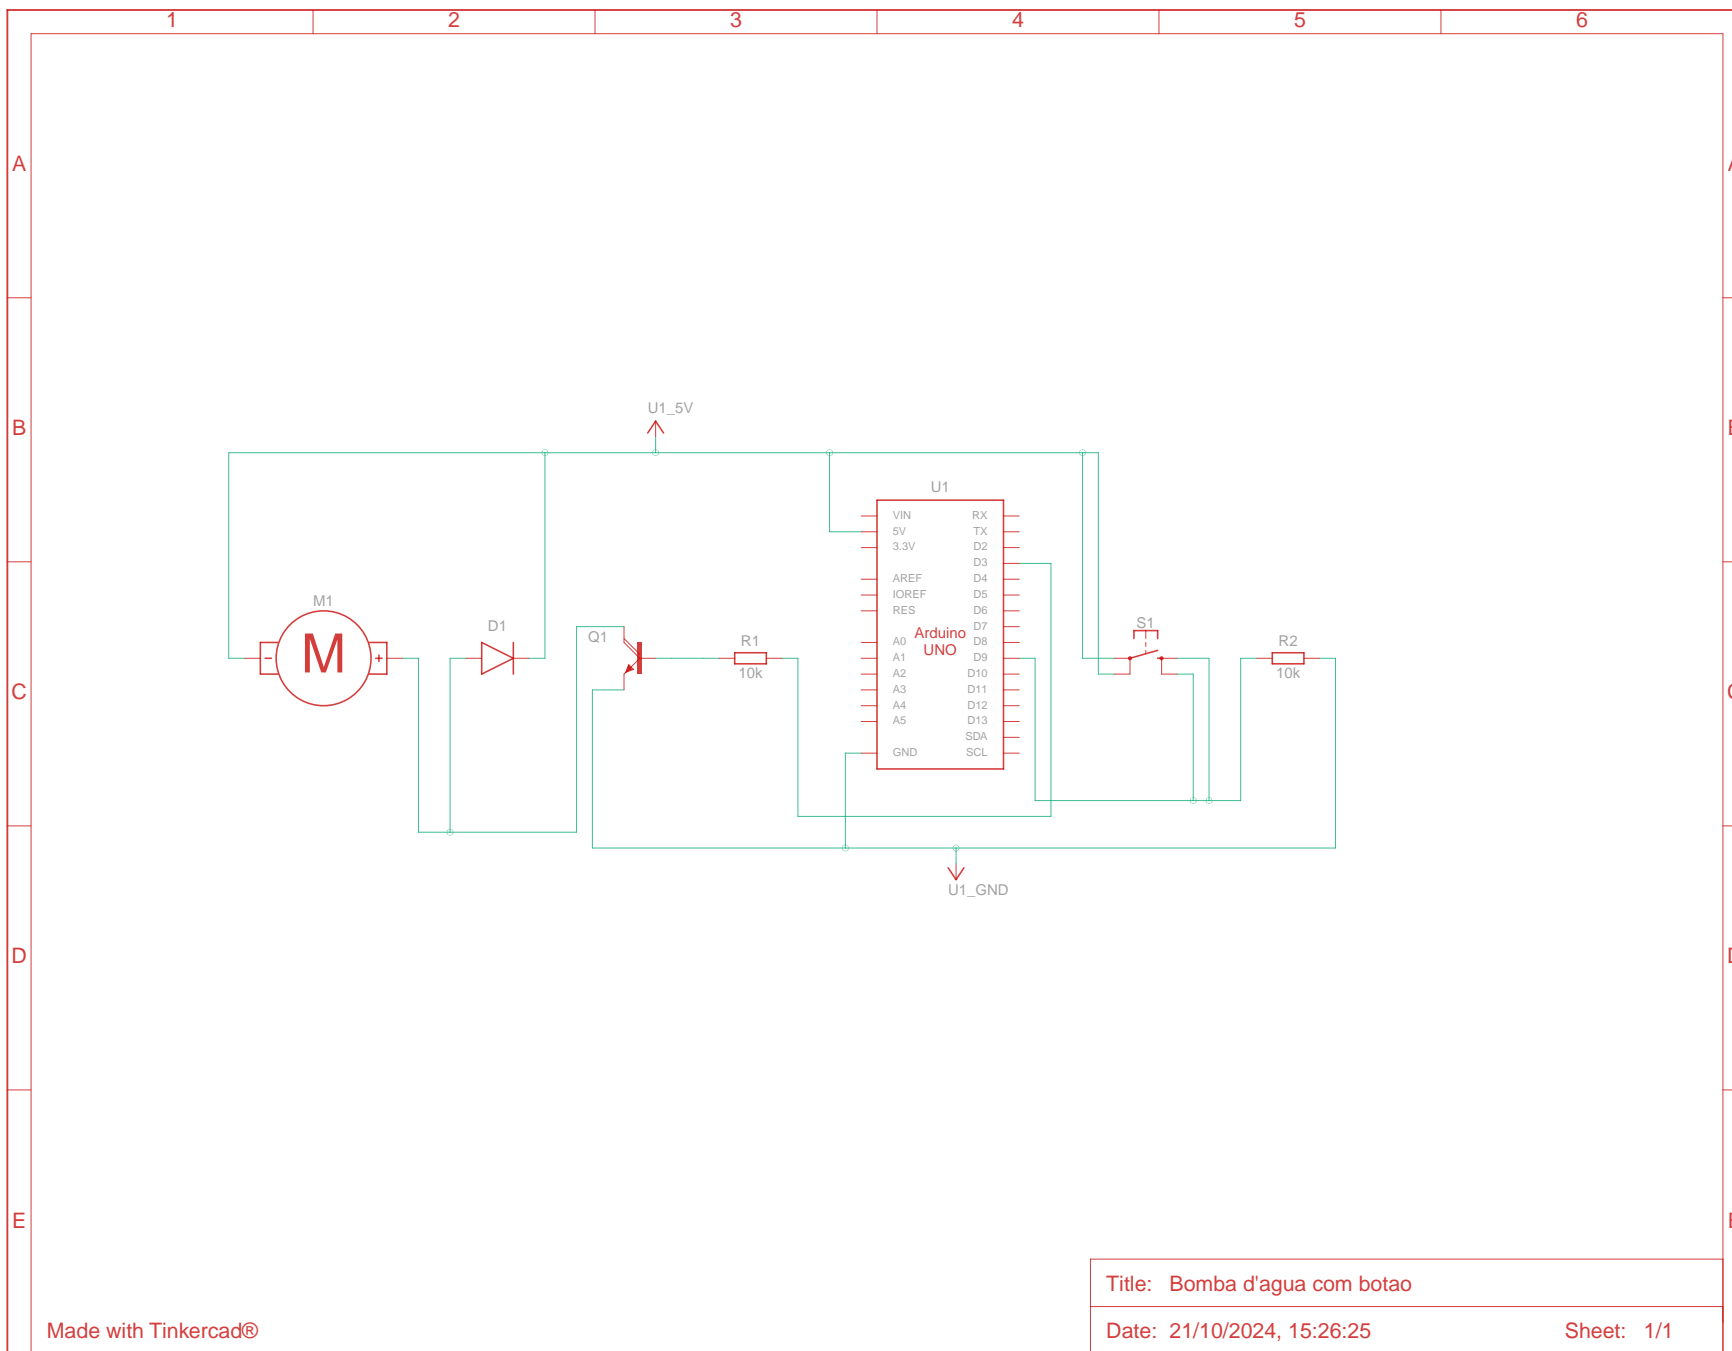 1 2 3 4 5 6
A A
B B
C C
D D
E E
U1_5V
U1
VIN RX
5V TX
3.3V D2
D3
AREF D4
IOREF D5
RES D6
D7
A0 D8
A1 D9
A2 D10
A3 D11
A4 D12
A5 D13
SDA
GND SCL
Arduino
UNO
M1
M
- +
D1
Q1
R1
10k
S1
R2
10k
U1_GND
Title: Bomba d'agua com botao
Made with Tinkercad®
Date: 21/10/2024, 15:26:25 Sheet: 1/1